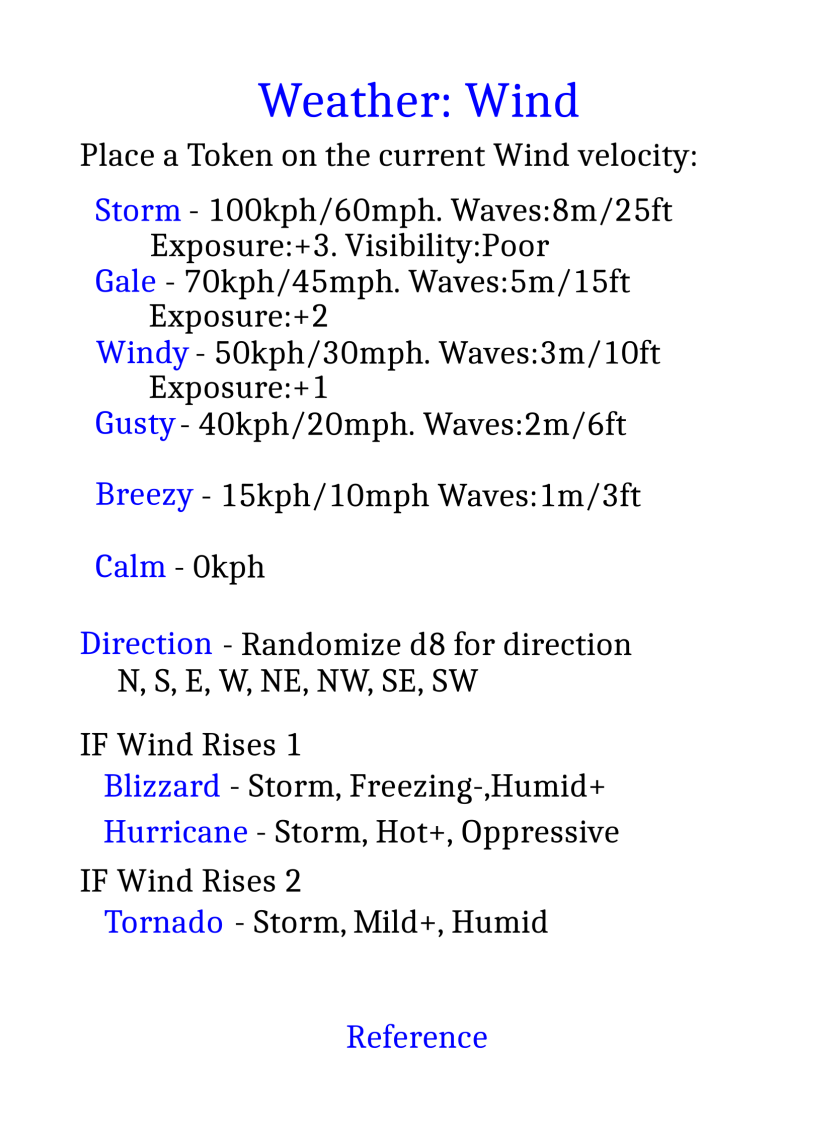 Weather: Wind
Place a Token on the current Wind velocity:
Storm - 100kph/60mph. Waves:8m/25ft
Exposure:+3. Visibility:Poor
Gale - 70kph/45mph. Waves:5m/15ft
Exposure:+2
Windy - 50kph/30mph. Waves:3m/10ft
Exposure:+1
Gusty - 40kph/20mph. Waves:2m/6ft
Breezy - 15kph/10mph Waves:1m/3ft
Calm - 0kph
Direction - Randomize d8 for direction
N, S, E, W, NE, NW, SE, SW
IF Wind Rises 1
Blizzard - Storm, Freezing-,Humid+
Hurricane - Storm, Hot+, Oppressive
IF Wind Rises 2
Tornado - Storm, Mild+, Humid
Reference